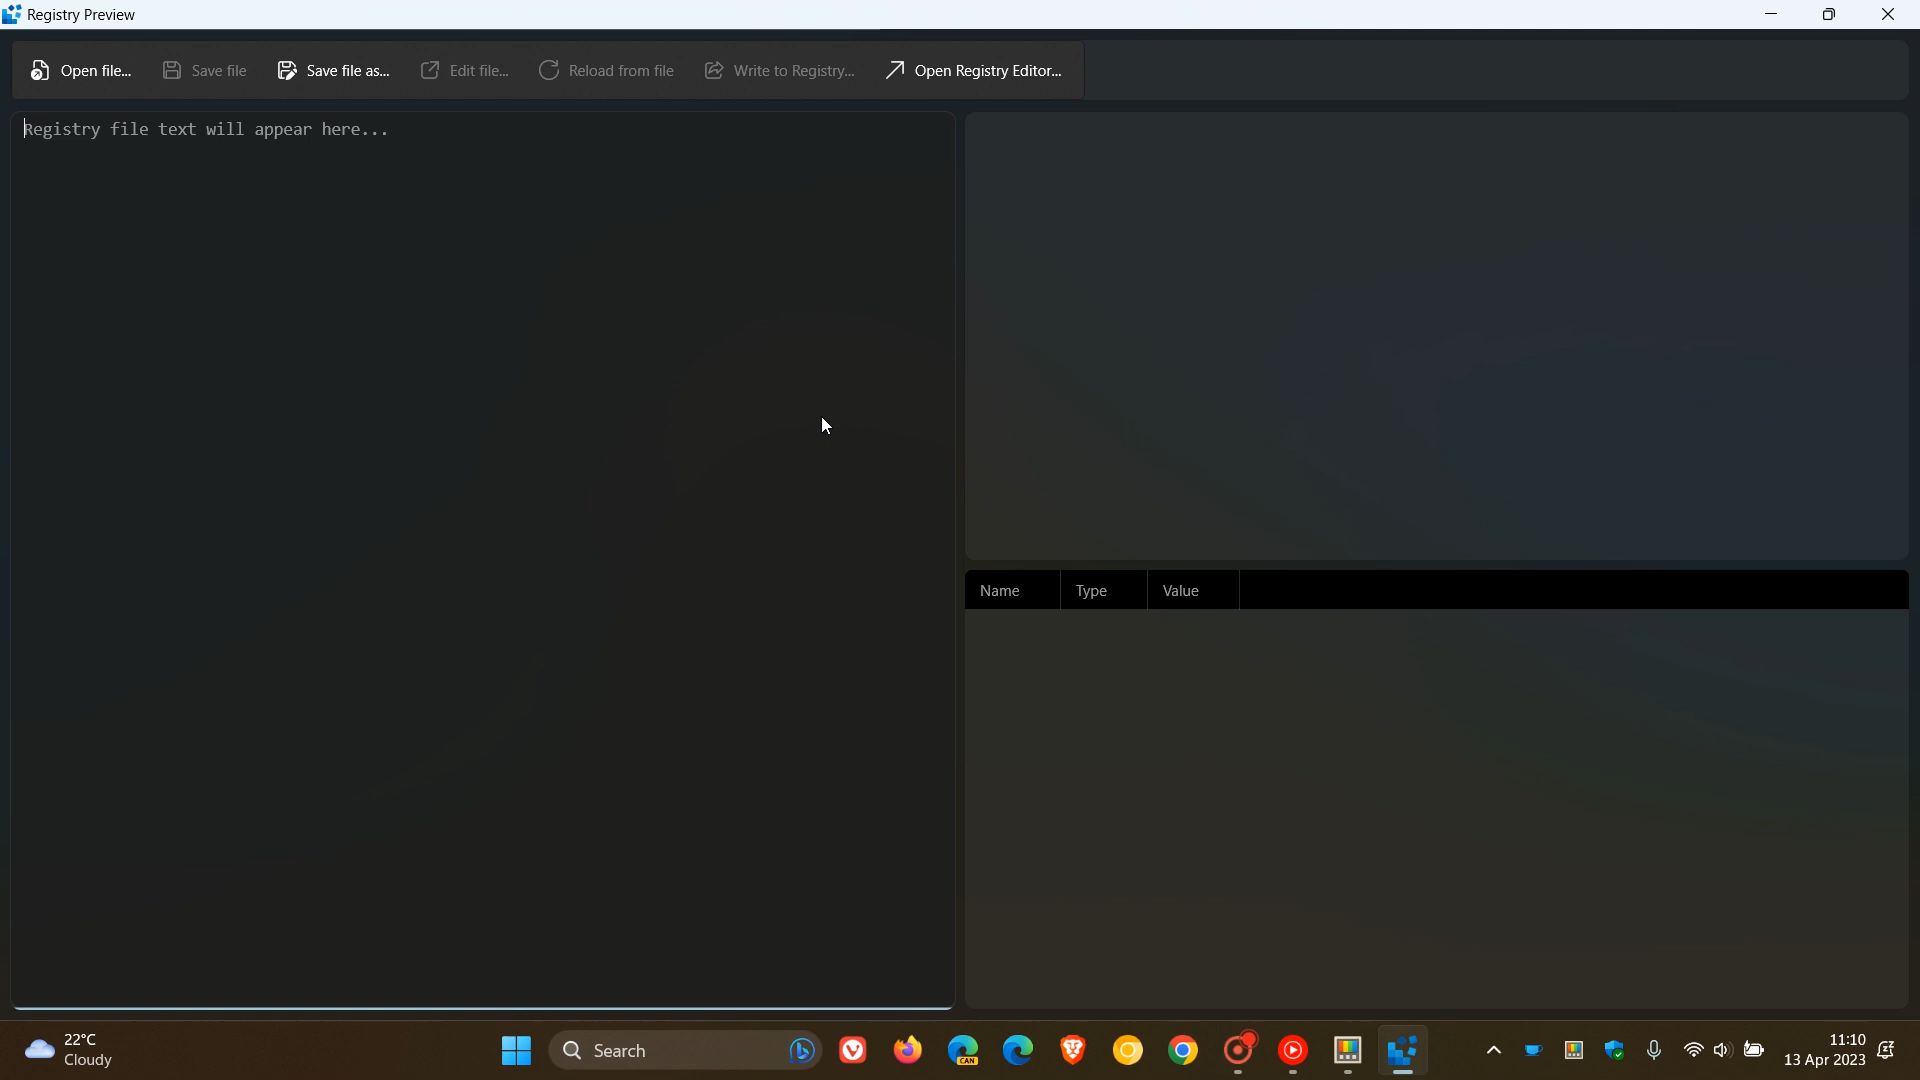 Registry Preview
Open file...
Save file
Save file as...
Edit file...
Reload from file
Write to Registry...
Open Registry Editor...
Registry file text will appear here...
Name
Type
Value
22°C
Cloudy
Search
CAN
11:10
13 Apr 2023